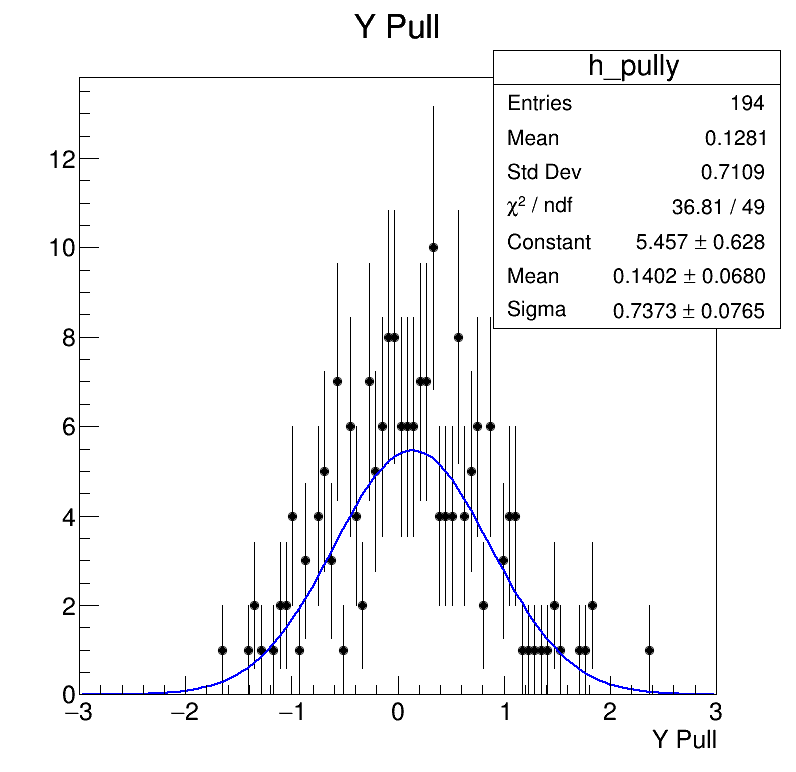 Y Pull
h_pully
Entries 194
Mean 0.1281
Std Dev 0.7109
χ² / ndf 36.81 / 49
Constant 5.457 ± 0.628
Mean 0.1402 ± 0.0680
Sigma 0.7373 ± 0.0765
12
10
8
6
4
2
0
−3 −2 −1 0 1 2 3
Y Pull